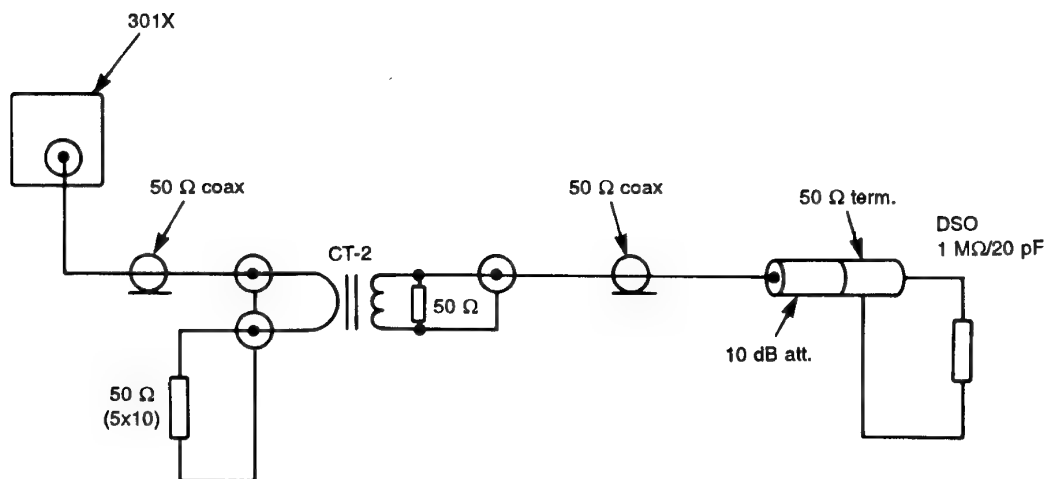 301X
50 Ω coax
50 Ω coax
50 Ω term.
DSO
1 MΩ/20 pF
CT-2
50 Ω
10 dB att.
50 Ω
(5x10)